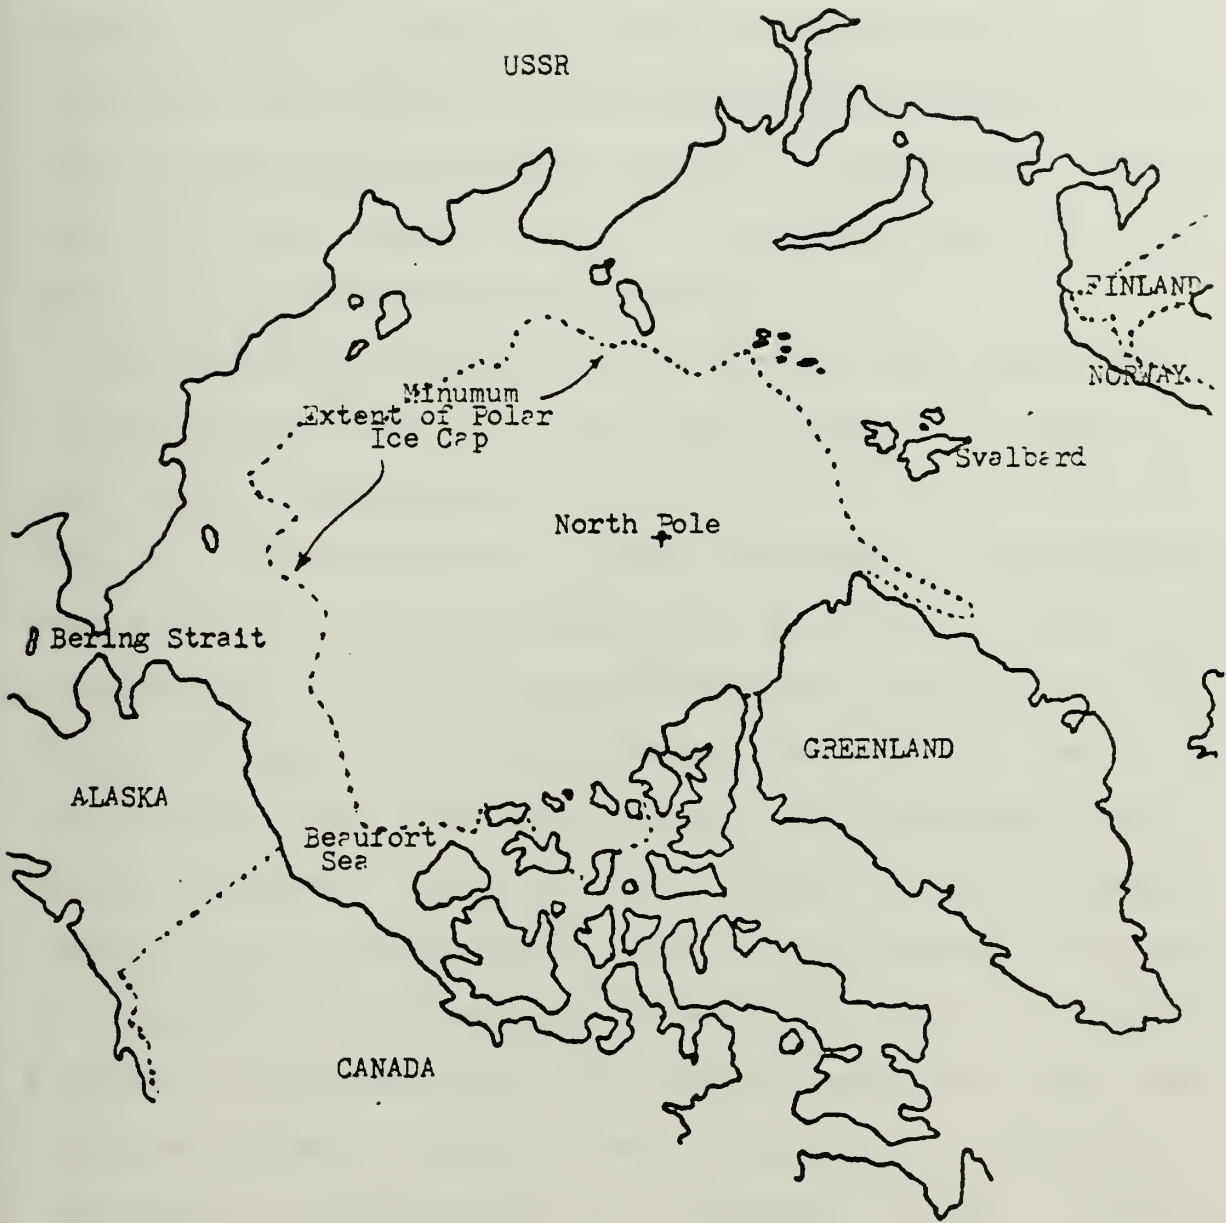 USSR
FINLAND
NORWAY
Minumum
Extent of Polar
Ice Cap
Svalbard
North Pole
Bering Strait
GREENLAND
ALASKA
Beaufort
Sea
CANADA